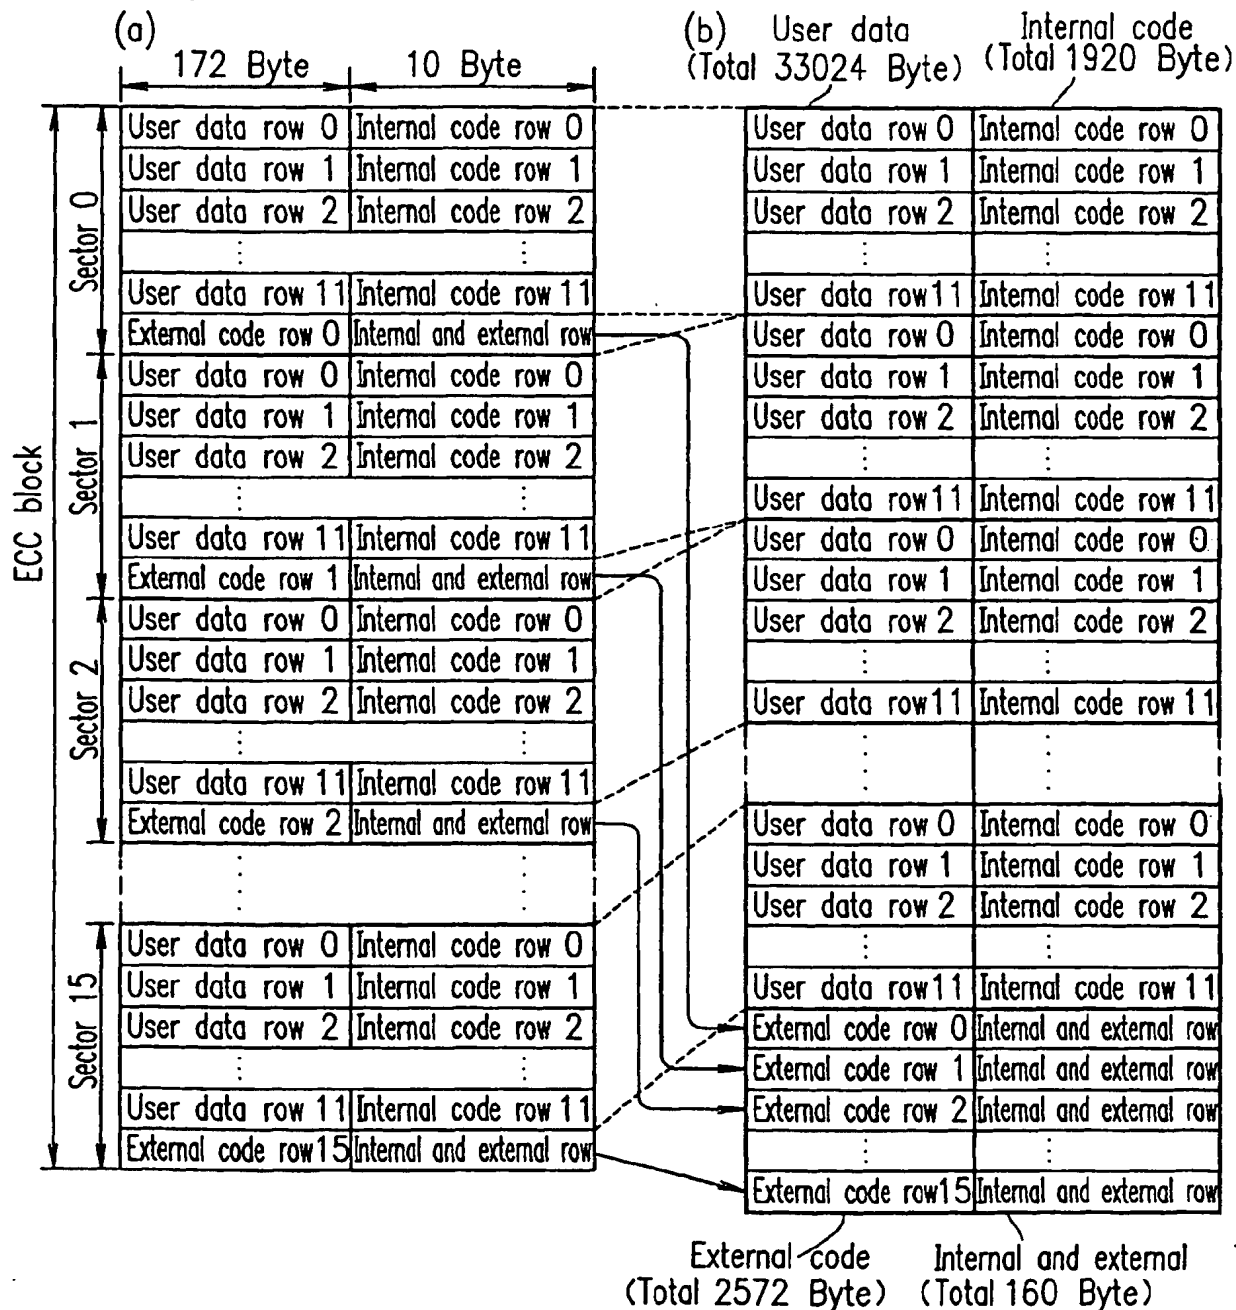 (a)
172 Byte 10 Byte
ECC block
Sector 0
User data row 0 Internal code row 0
User data row 1 Internal code row 1
User data row 2 Internal code row 2
User data row 11 Internal code row 11
External code row 0 Internal and external row
Sector 1
User data row 0 Internal code row 0
User data row 1 Internal code row 1
User data row 2 Internal code row 2
User data row 11 Internal code row 11
External code row 1 Internal and external row
Sector 2
User data row 0 Internal code row 0
User data row 1 Internal code row 1
User data row 2 Internal code row 2
User data row 11 Internal code row 11
External code row 2 Internal and external row
Sector 15
User data row 0 Internal code row 0
User data row 1 Internal code row 1
User data row 2 Internal code row 2
User data row 11 Internal code row 11
External code row 15 Internal and external row
(b)
User data
(Total 33024 Byte)
Internal code
(Total 1920 Byte)
User data row 0 Internal code row 0
User data row 1 Internal code row 1
User data row 2 Internal code row 2
User data row 11 Internal code row 11
User data row 0 Internal code row 0
User data row 1 Internal code row 1
User data row 2 Internal code row 2
User data row 11 Internal code row 11
User data row 0 Internal code row 0
User data row 1 Internal code row 1
User data row 2 Internal code row 2
User data row 11 Internal code row 11
User data row 0 Internal code row 0
User data row 1 Internal code row 1
User data row 2 Internal code row 2
User data row 11 Internal code row 11
External code row 0 Internal and external row
External code row 1 Internal and external row
External code row 2 Internal and external row
External code row 15 Internal and external row
External code
(Total 2572 Byte)
Internal and external
(Total 160 Byte)